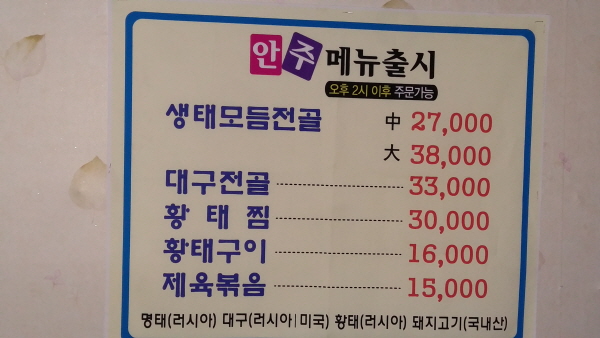 안주 메뉴출시
오후 2시 이후 주문가능
생태모듬전골 中 27,000
大 38,000
대구전골 33,000
황태찜 30,000
황태구이 16,000
제육볶음 15,000
명태(러시아) 대구(러시아|미국) 황태(러시아) 돼지고기(국내산)